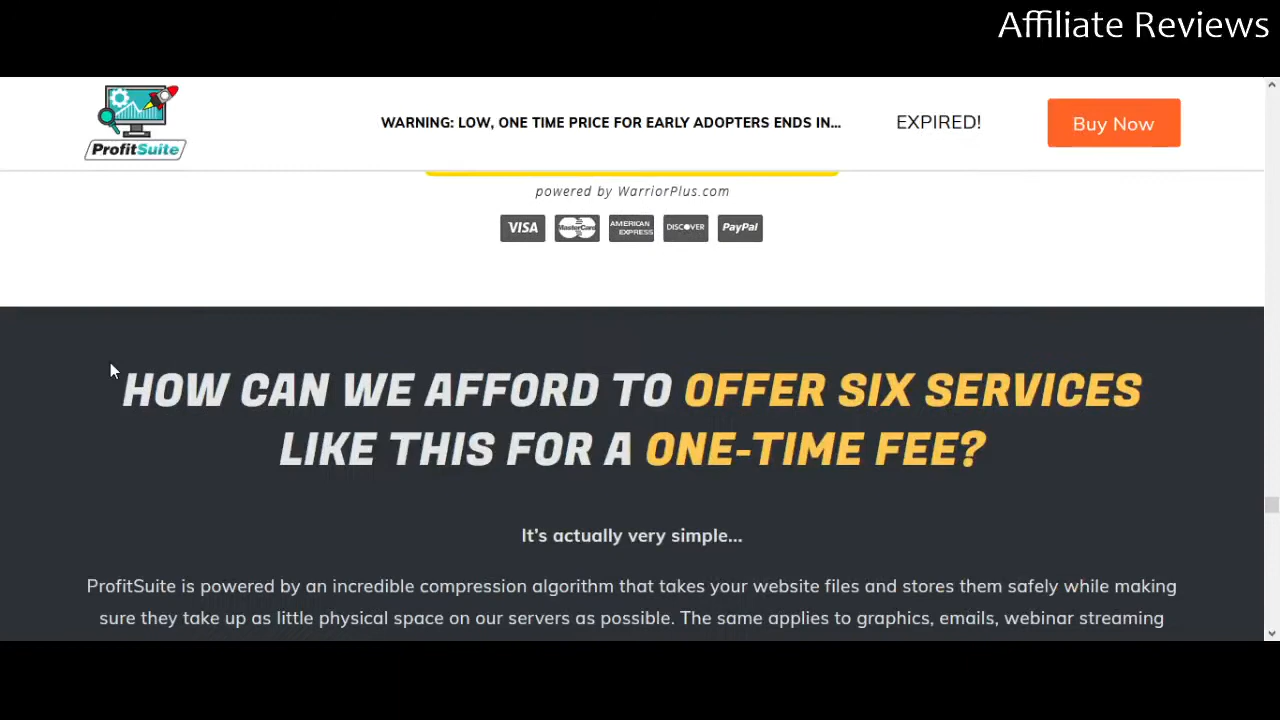 Affiliate Reviews
ProfitSuite
WARNING: LOW, ONE TIME PRICE FOR EARLY ADOPTERS ENDS IN...
EXPIRED!
Buy Now
powered by WarriorPlus.com
VISA MasterCard AMERICAN EXPRESS DISCOVER PayPal
HOW CAN WE AFFORD TO OFFER SIX SERVICES
LIKE THIS FOR A ONE-TIME FEE?
It's actually very simple...
ProfitSuite is powered by an incredible compression algorithm that takes your website files and stores them safely while making
sure they take up as little physical space on our servers as possible. The same applies to graphics, emails, webinar streaming